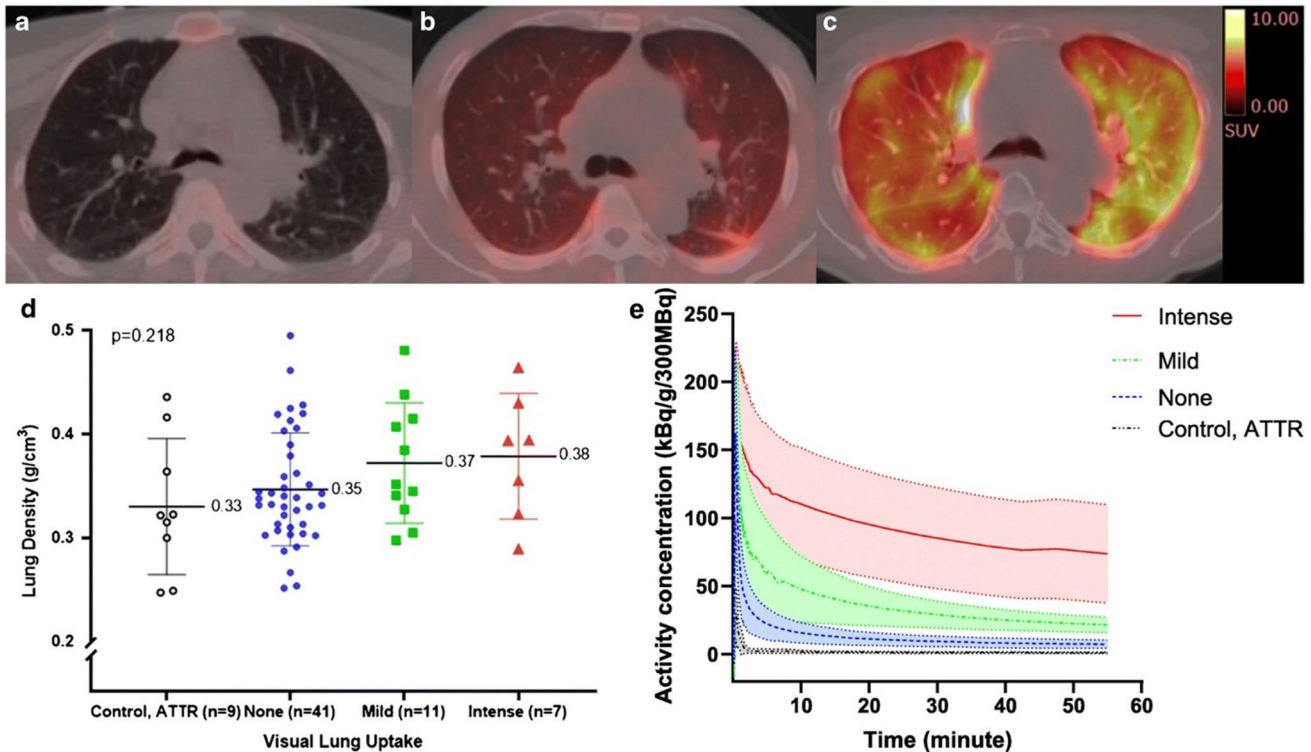 a
b
c
10.00
0.00
SUV
d
p=0.218
Lung Density (g/cm³)
0.5
0.4
0.3
0.2
0.33
0.35
0.37
0.38
Control, ATTR (n=9) None (n=41) Mild (n=11) Intense (n=7)
Visual Lung Uptake
e
Activity concentration (kBq/g/300MBq)
250
200
150
100
50
0
10 20 30 40 50 60
Time (minute)
Intense
Mild
None
Control, ATTR